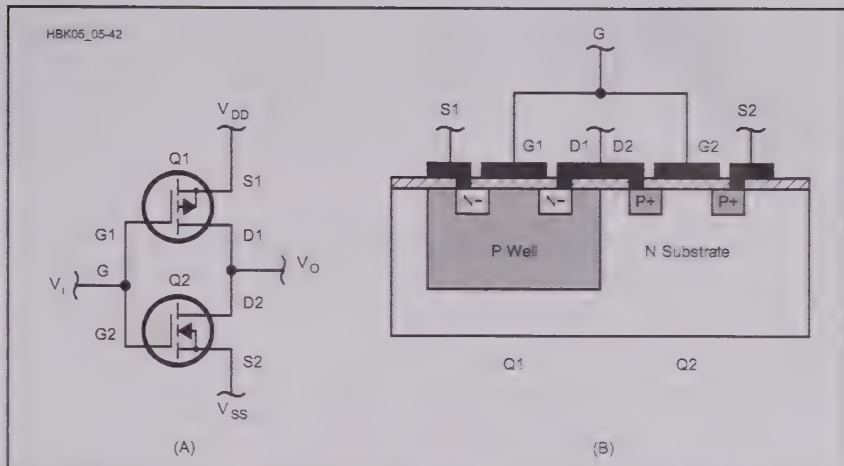 HBK05_05-42
V_DD
Q1
S1
G1
D1
G
V_I
V_O
Q2
D2
G2
S2
V_SS
(A)
G
S1
S2
G1
D1
D2
G2
N+
N+
P+
P+
P Well
N Substrate
Q1
Q2
(B)